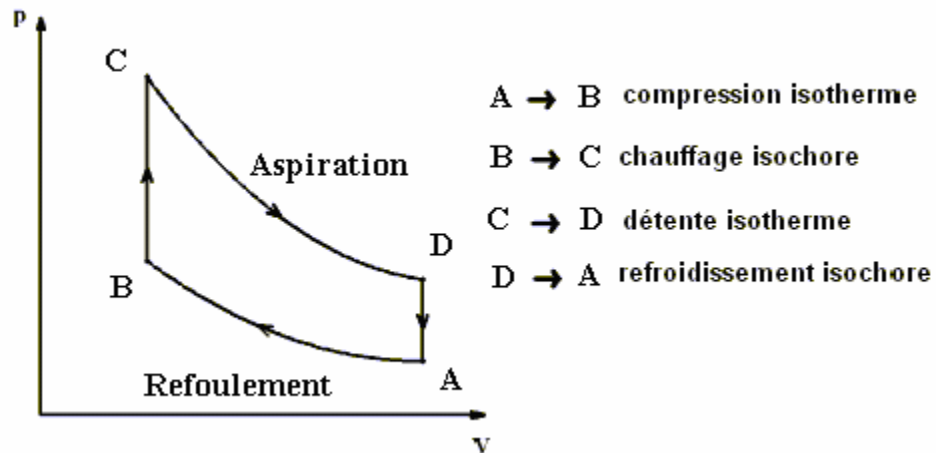 P
C
Aspiration
D
B
Refoulement
A
V
A → B compression isotherme
B → C chauffage isochore
C → D détente isotherme
D → A refroidissement isochore